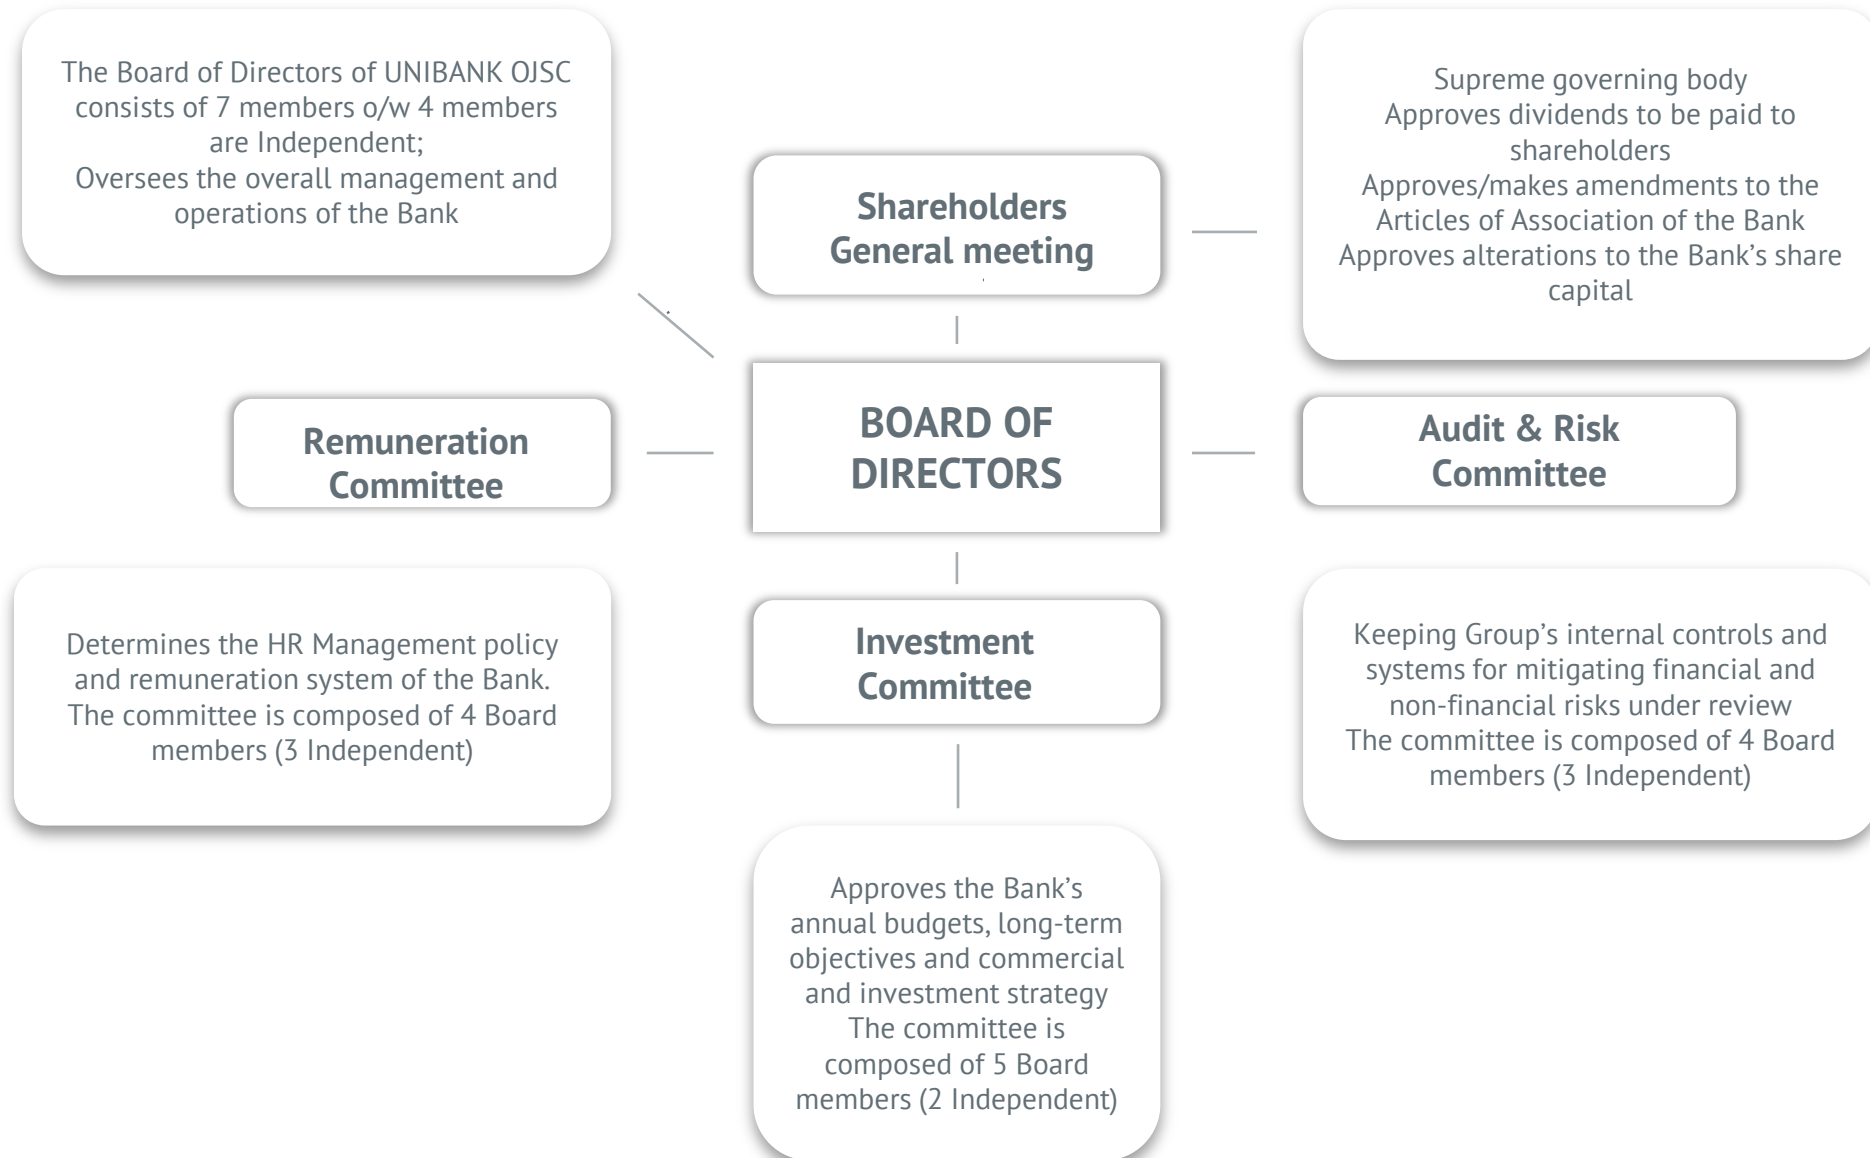 The Board of Directors of UNIBANK OJSC
consists of 7 members o/w 4 members
are Independent;
Oversees the overall management and
operations of the Bank
Shareholders
General meeting
Supreme governing body
Approves dividends to be paid to
shareholders
Approves/makes amendments to the
Articles of Association of the Bank
Approves alterations to the Bank’s share
capital
Remuneration
Committee
BOARD OF
DIRECTORS
Audit & Risk
Committee
Determines the HR Management policy
and remuneration system of the Bank.
The committee is composed of 4 Board
members (3 Independent)
Investment
Committee
Keeping Group’s internal controls and
systems for mitigating financial and
non-financial risks under review
The committee is composed of 4 Board
members (3 Independent)
Approves the Bank’s
annual budgets, long-term
objectives and commercial
and investment strategy
The committee is
composed of 5 Board
members (2 Independent)